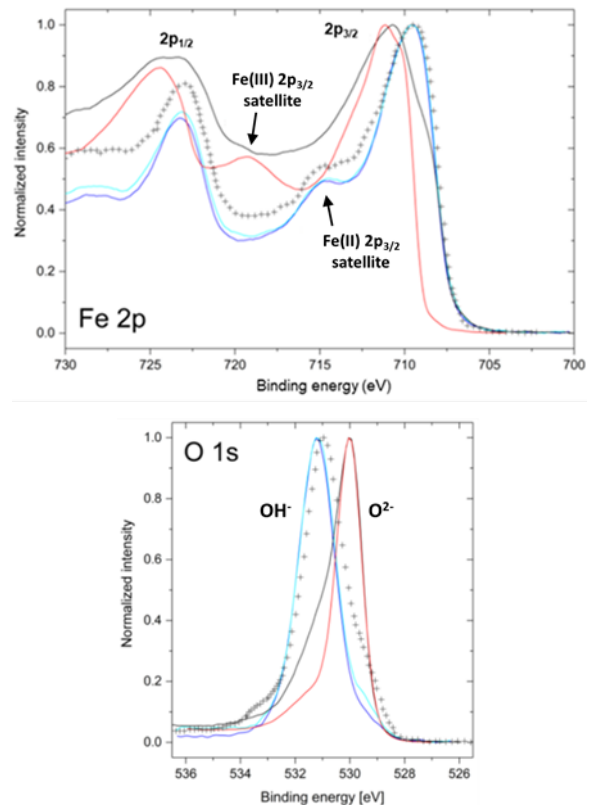 2p₁/₂
2p₃/₂
Fe(III) 2p₃/₂
satellite
Fe(II) 2p₃/₂
satellite
Fe 2p
Normalized intensity
1.0
0.8
0.6
0.4
0.2
0.0
730 725 720 715 710 705 700
Binding energy (eV)
O 1s
OH⁻
O²⁻
Normalized intensity
1.0
0.8
0.6
0.4
0.2
0.0
536 534 532 530 528 526
Binding energy [eV]